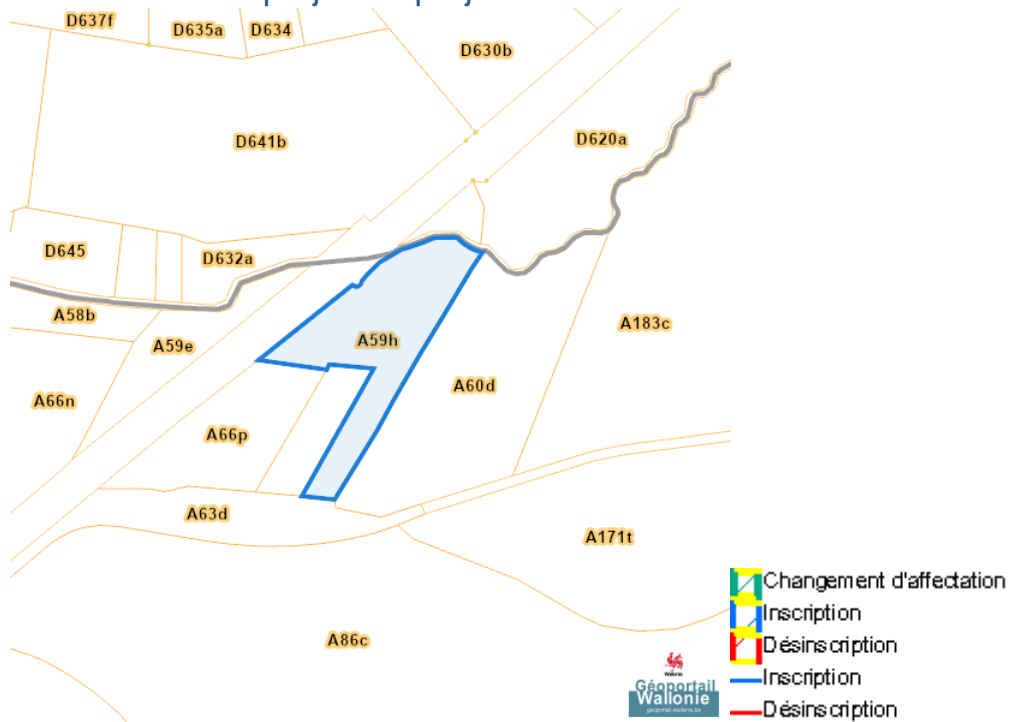 D637f
D635a
D634
D630b
D641b
D620a
D645
D632a
A58b
A59e
A59h
A183c
A60d
A66n
A66p
A63d
A171t
A86c
Changement d'affectation
Inscription
Désinscription
Inscription
Désinscription
Wallonie
Géoportail
Wallonie
geoportail.wallonie.be